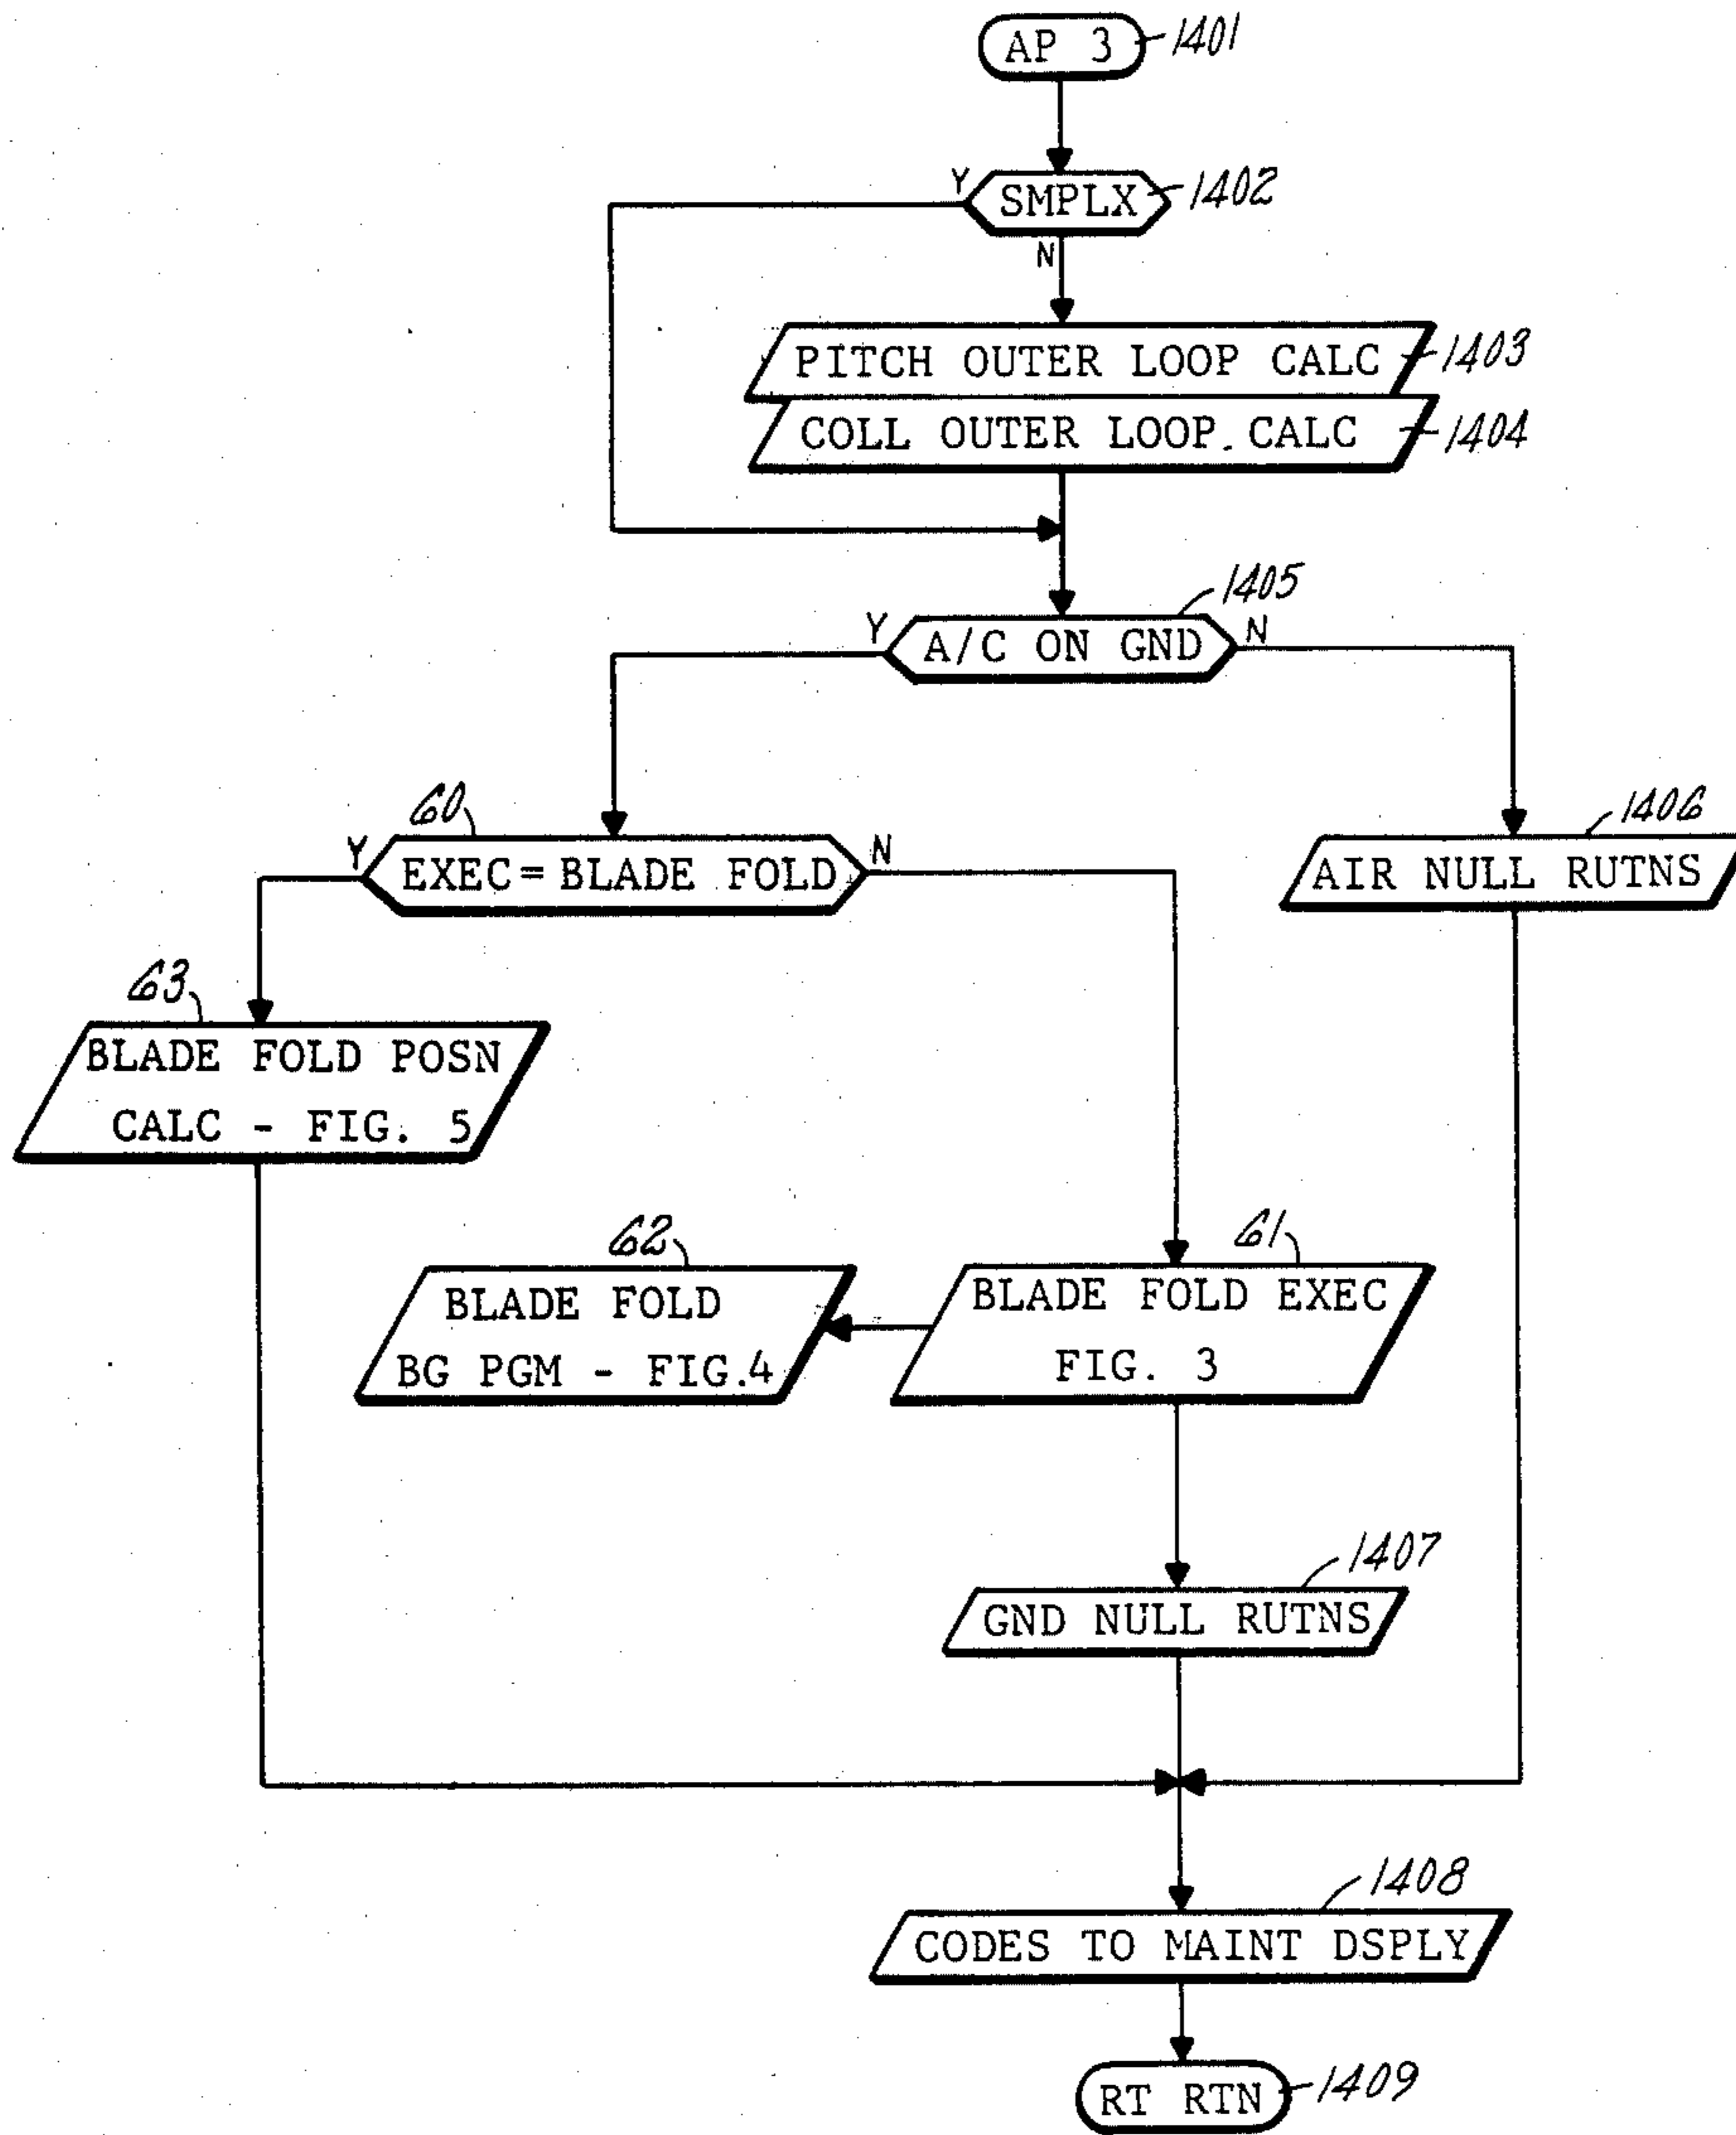 AP 3
1401
Y
SMPLX
1402
N
PITCH OUTER LOOP CALC
1403
COLL OUTER LOOP. CALC
1404
1405
Y
A/C ON GND
N
60
1406
Y
EXEC = BLADE FOLD
N
AIR NULL RUTNS
63
BLADE FOLD POSN
CALC - FIG. 5
62
61
BLADE FOLD
BG PGM - FIG.4
BLADE FOLD EXEC
FIG. 3
1407
GND NULL RUTNS
1408
CODES TO MAINT DSPLY
RT RTN
1409